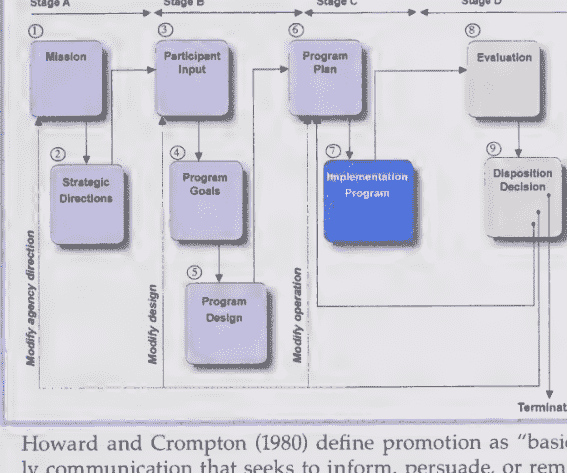 Stage A Stage B Stage C Stage D
① ③ ⑥ ⑧
Mission
Participant
Input
Program
Plan
Evaluation
② ④ ⑦ ⑨
Strategic
Directions
Program
Goals
Implementation
Program
Disposition
Decision
⑤
Program
Design
Modify agency direction
Modify design
Modify operation
Howard and Crompton (1980) define promotion as “basic
ly communication that seeks to inform, persuade, or rem